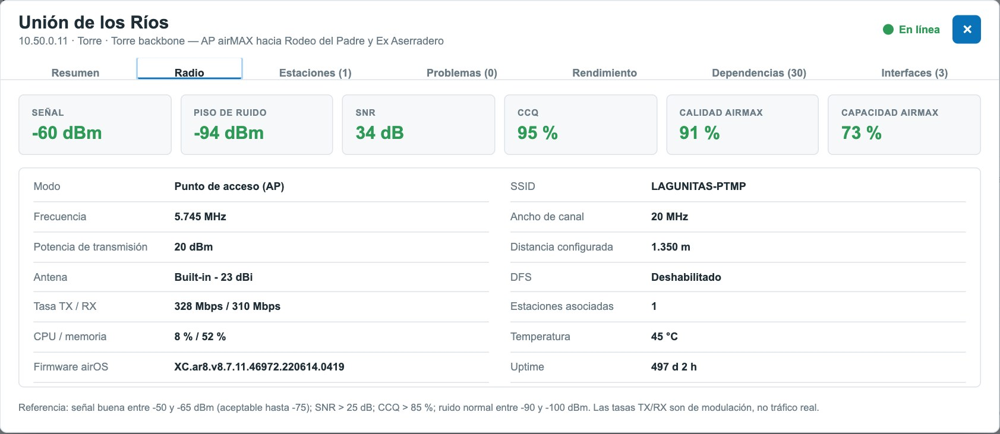 Unión de los Ríos
10.50.0.11 · Torre · Torre backbone — AP airMAX hacia Rodeo del Padre y Ex Aserradero
En línea
×
Resumen
Radio
Estaciones (1)
Problemas (0)
Rendimiento
Dependencias (30)
Interfaces (3)
SEÑAL
-60 dBm
PISO DE RUIDO
-94 dBm
SNR
34 dB
CCQ
95 %
CALIDAD AIRMAX
91 %
CAPACIDAD AIRMAX
73 %
Modo Punto de acceso (AP)
SSID LAGUNITAS-PTMP
Frecuencia 5.745 MHz
Ancho de canal 20 MHz
Potencia de transmisión 20 dBm
Distancia configurada 1.350 m
Antena Built-in - 23 dBi
DFS Deshabilitado
Tasa TX / RX 328 Mbps / 310 Mbps
Estaciones asociadas 1
CPU / memoria 8 % / 52 %
Temperatura 45 °C
Firmware airOS XC.ar8.v8.7.11.46972.220614.0419
Uptime 497 d 2 h
Referencia: señal buena entre -50 y -65 dBm (aceptable hasta -75); SNR > 25 dB; CCQ > 85 %; ruido normal entre -90 y -100 dBm. Las tasas TX/RX son de modulación, no tráfico real.